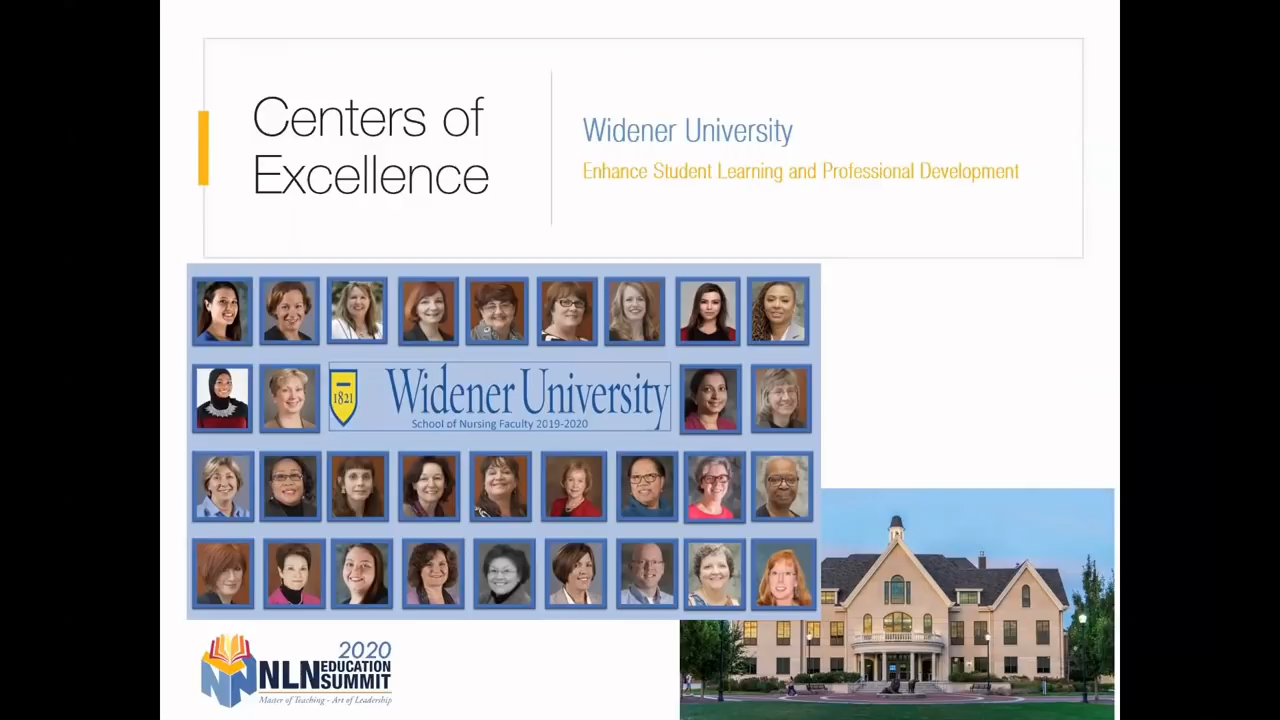 Centers of
Excellence
Widener University
Enhance Student Learning and Professional Development
1821
Widener University
School of Nursing Faculty 2019-2020
2020
NLN EDUCATION
SUMMIT
Master of Teaching - Art of Leadership